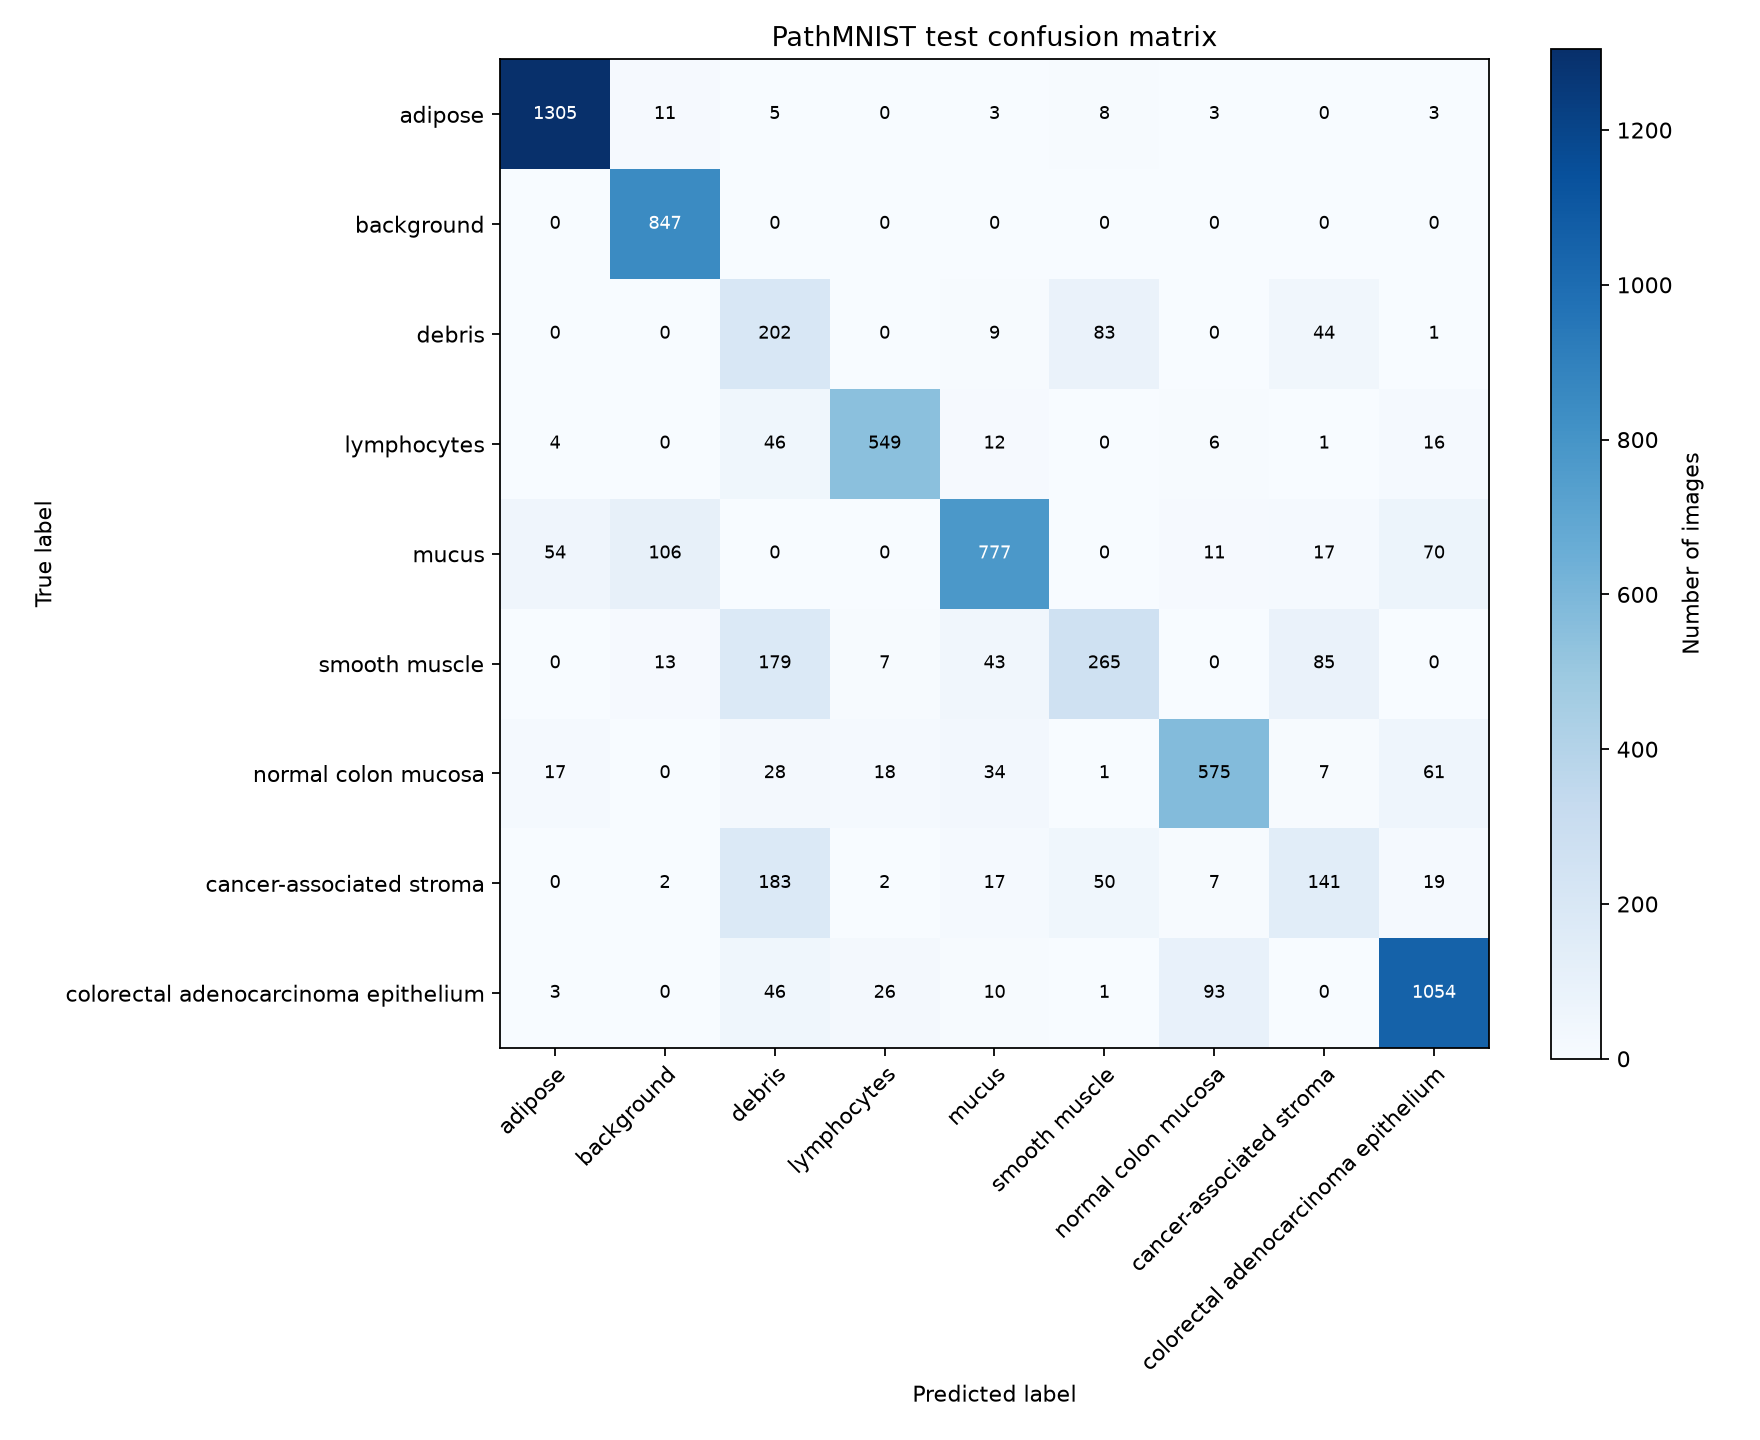 PathMNIST test confusion matrix
adipose 1305 11 5 0 3 8 3 0 3
background 0 847 0 0 0 0 0 0 0
debris 0 0 202 0 9 83 0 44 1
lymphocytes 4 0 46 549 12 0 6 1 16
mucus 54 106 0 0 777 0 11 17 70
smooth muscle 0 13 179 7 43 265 0 85 0
normal colon mucosa 17 0 28 18 34 1 575 7 61
cancer-associated stroma 0 2 183 2 17 50 7 141 19
colorectal adenocarcinoma epithelium 3 0 46 26 10 1 93 0 1054
True label
adipose
background
debris
lymphocytes
mucus
smooth muscle
normal colon mucosa
cancer-associated stroma
colorectal adenocarcinoma epithelium
Predicted label
1200
1000
800
600
400
200
0
Number of images